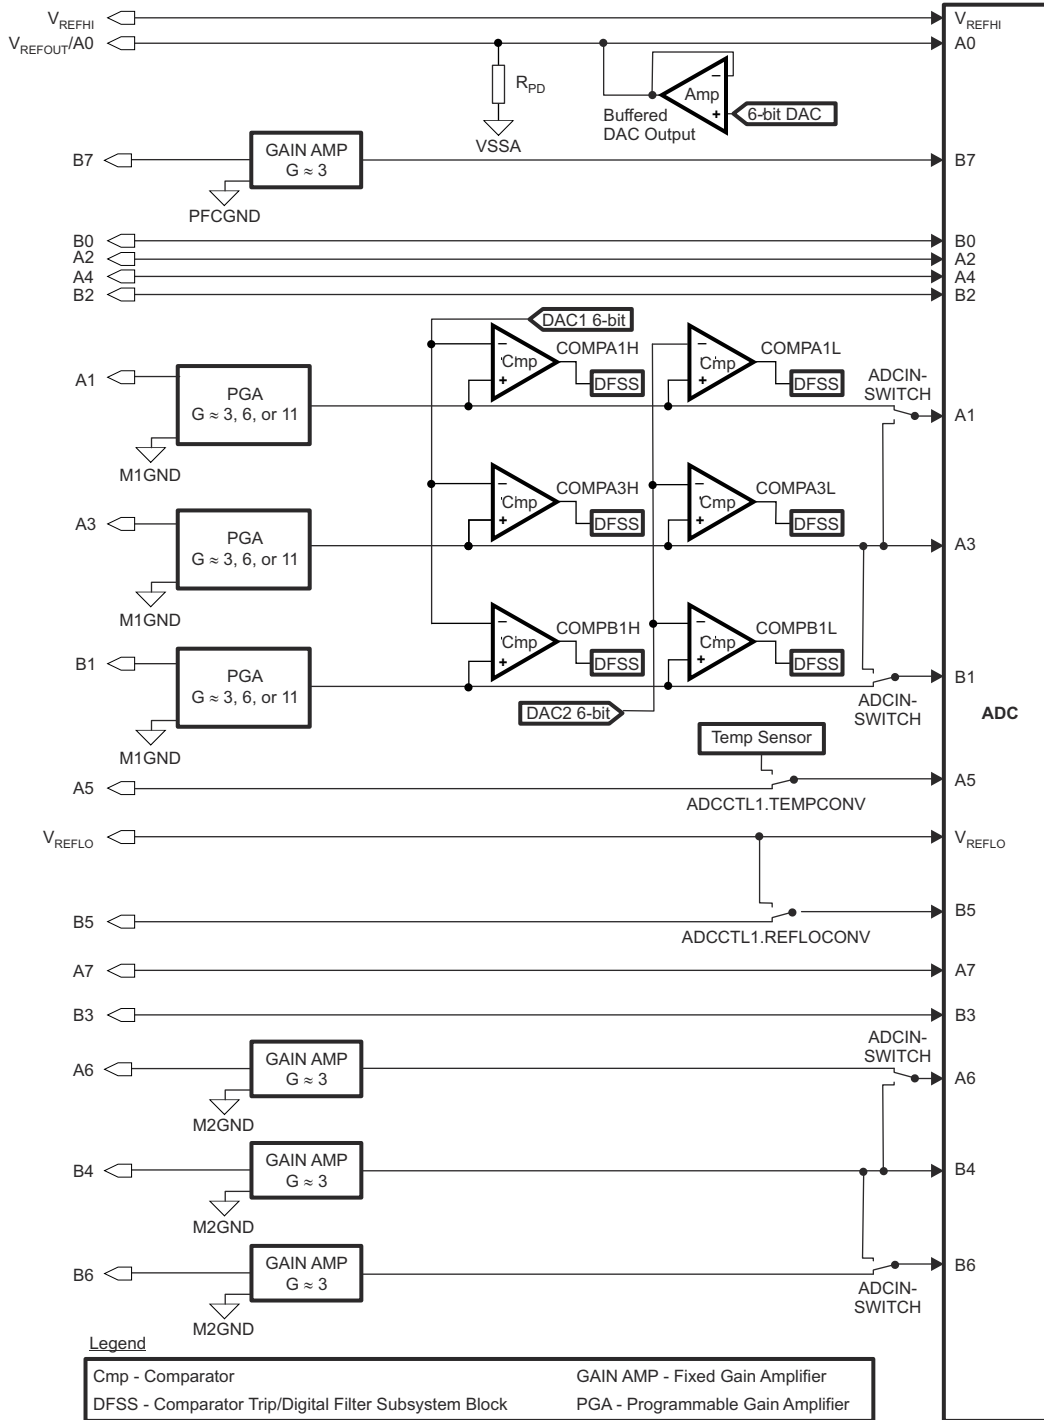 VREFHI
VREFHI
VREFOUT/A0
A0
RPD
Amp
−
+
6-bit DAC
Buffered
DAC Output
VSSA
B7
GAIN AMP
G ≈ 3
B7
PFCGND
B0
B0
A2
A2
A4
A4
B2
B2
DAC1 6-bit
COMPA1H
COMPA1L
−
Cmp
+
−
Cmp
+
DFSS
DFSS
ADCIN-
SWITCH
A1
PGA
G ≈ 3, 6, or 11
A1
M1GND
COMPA3H
COMPA3L
−
Cmp
+
−
Cmp
+
DFSS
DFSS
A3
PGA
G ≈ 3, 6, or 11
A3
M1GND
COMPB1H
COMPB1L
−
Cmp
+
−
Cmp
+
DFSS
DFSS
B1
PGA
G ≈ 3, 6, or 11
B1
ADCIN-
SWITCH
DAC2 6-bit
ADC
M1GND
Temp Sensor
A5
A5
ADCCTL1.TEMPCONV
VREFLO
VREFLO
B5
B5
ADCCTL1.REFLOCONV
A7
A7
B3
B3
ADCIN-
SWITCH
A6
GAIN AMP
G ≈ 3
A6
M2GND
B4
GAIN AMP
G ≈ 3
B4
M2GND
B6
GAIN AMP
G ≈ 3
B6
ADCIN-
SWITCH
M2GND
Legend
Cmp - Comparator
GAIN AMP - Fixed Gain Amplifier
DFSS - Comparator Trip/Digital Filter Subsystem Block
PGA - Programmable Gain Amplifier